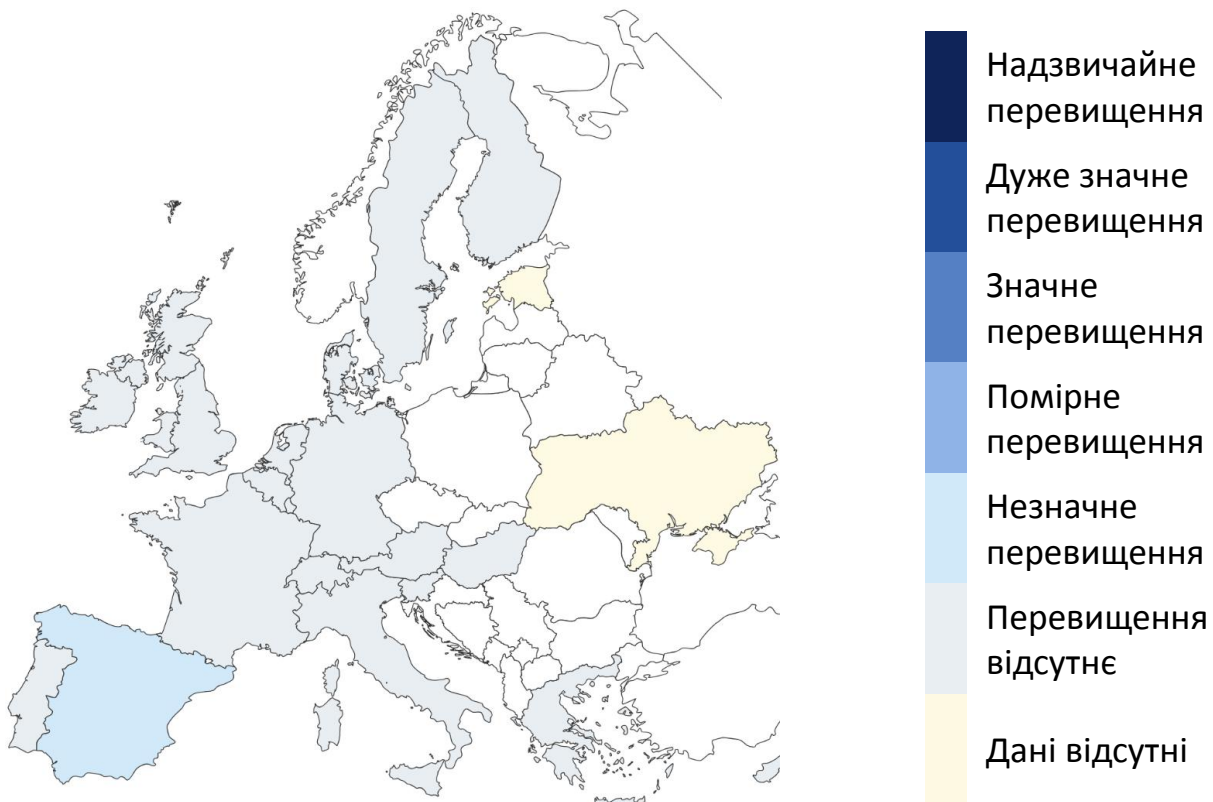 Надзвичайне
перевищення
Дуже значне
перевищення
Значне
перевищення
Помірне
перевищення
Незначне
перевищення
Перевищення
відсутнє
Дані відсутні